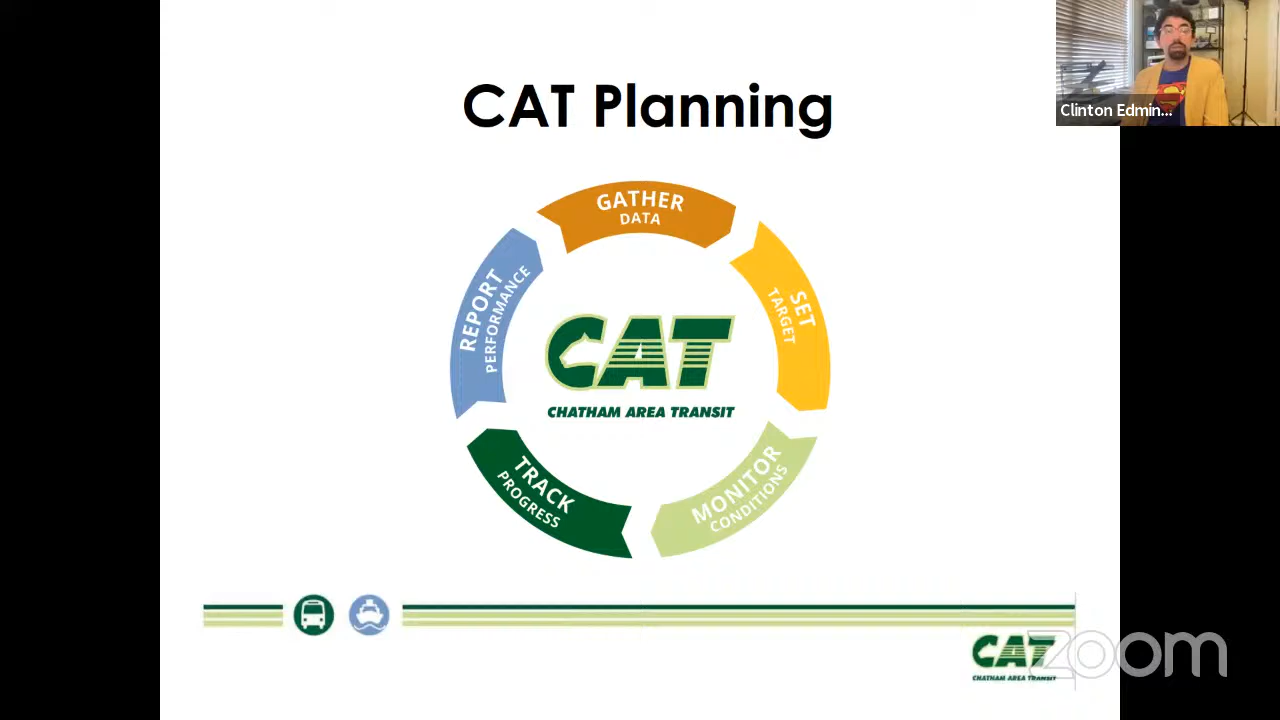 CAT Planning
Clinton Edmin...
GATHER
DATA
SET
TARGET
MONITOR
CONDITIONS
TRACK
PROGRESS
REPORT
PERFORMANCE
CAT
CHATHAM AREA TRANSIT
CAT
CHATHAM AREA TRANSIT
zoom